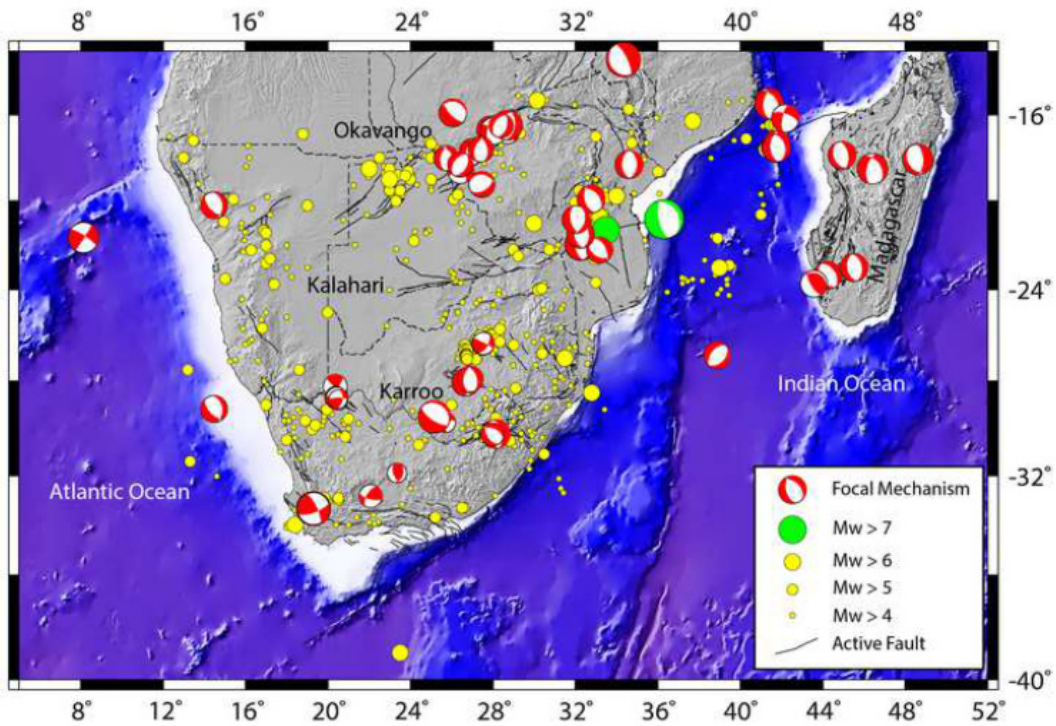 8° 16° 24° 32° 40° 48°
-16°
Okavango
Madagascar
Kalahari
-24°
Indian Ocean
Karroo
Atlantic Ocean
-32°
Focal Mechanism
Mw > 7
Mw > 6
Mw > 5
Mw > 4
Active Fault
-40°
8° 12° 16° 20° 24° 28° 32° 36° 40° 44° 48° 52°